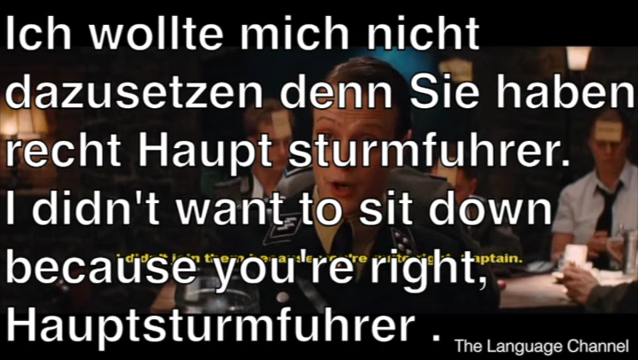 Ich wollte mich nicht
dazusetzen denn Sie haben
recht Haupt sturmfuhrer.
I didn't want to sit down
because you're right,
Hauptsturmfuhrer .
The Language Channel